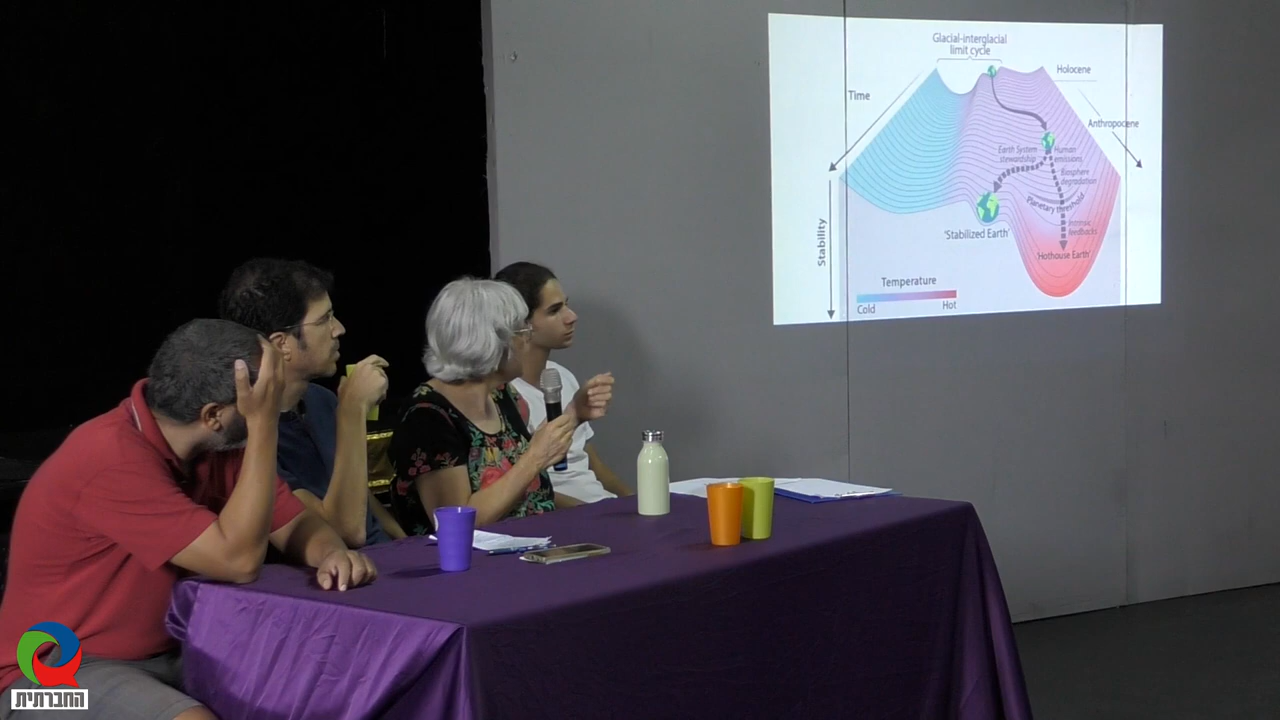 Glacial-interglacial
limit cycle
Holocene
Time
Anthropocene
Earth System
stewardship
Human
emissions
Biosphere
degradation
Planetary threshold
Intrinsic
feedbacks
Stability
'Stabilized Earth'
'Hothouse Earth'
Temperature
Cold
Hot
החברתית